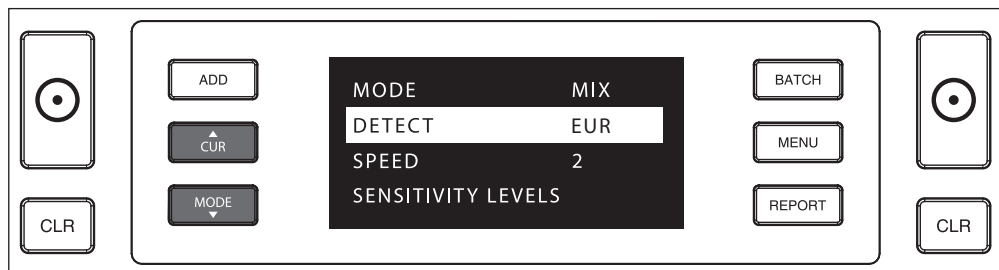 ADD
CUR
MODE
CLR
MODE MIX
DETECT EUR
SPEED 2
SENSITIVITY LEVELS
BATCH
MENU
REPORT
CLR